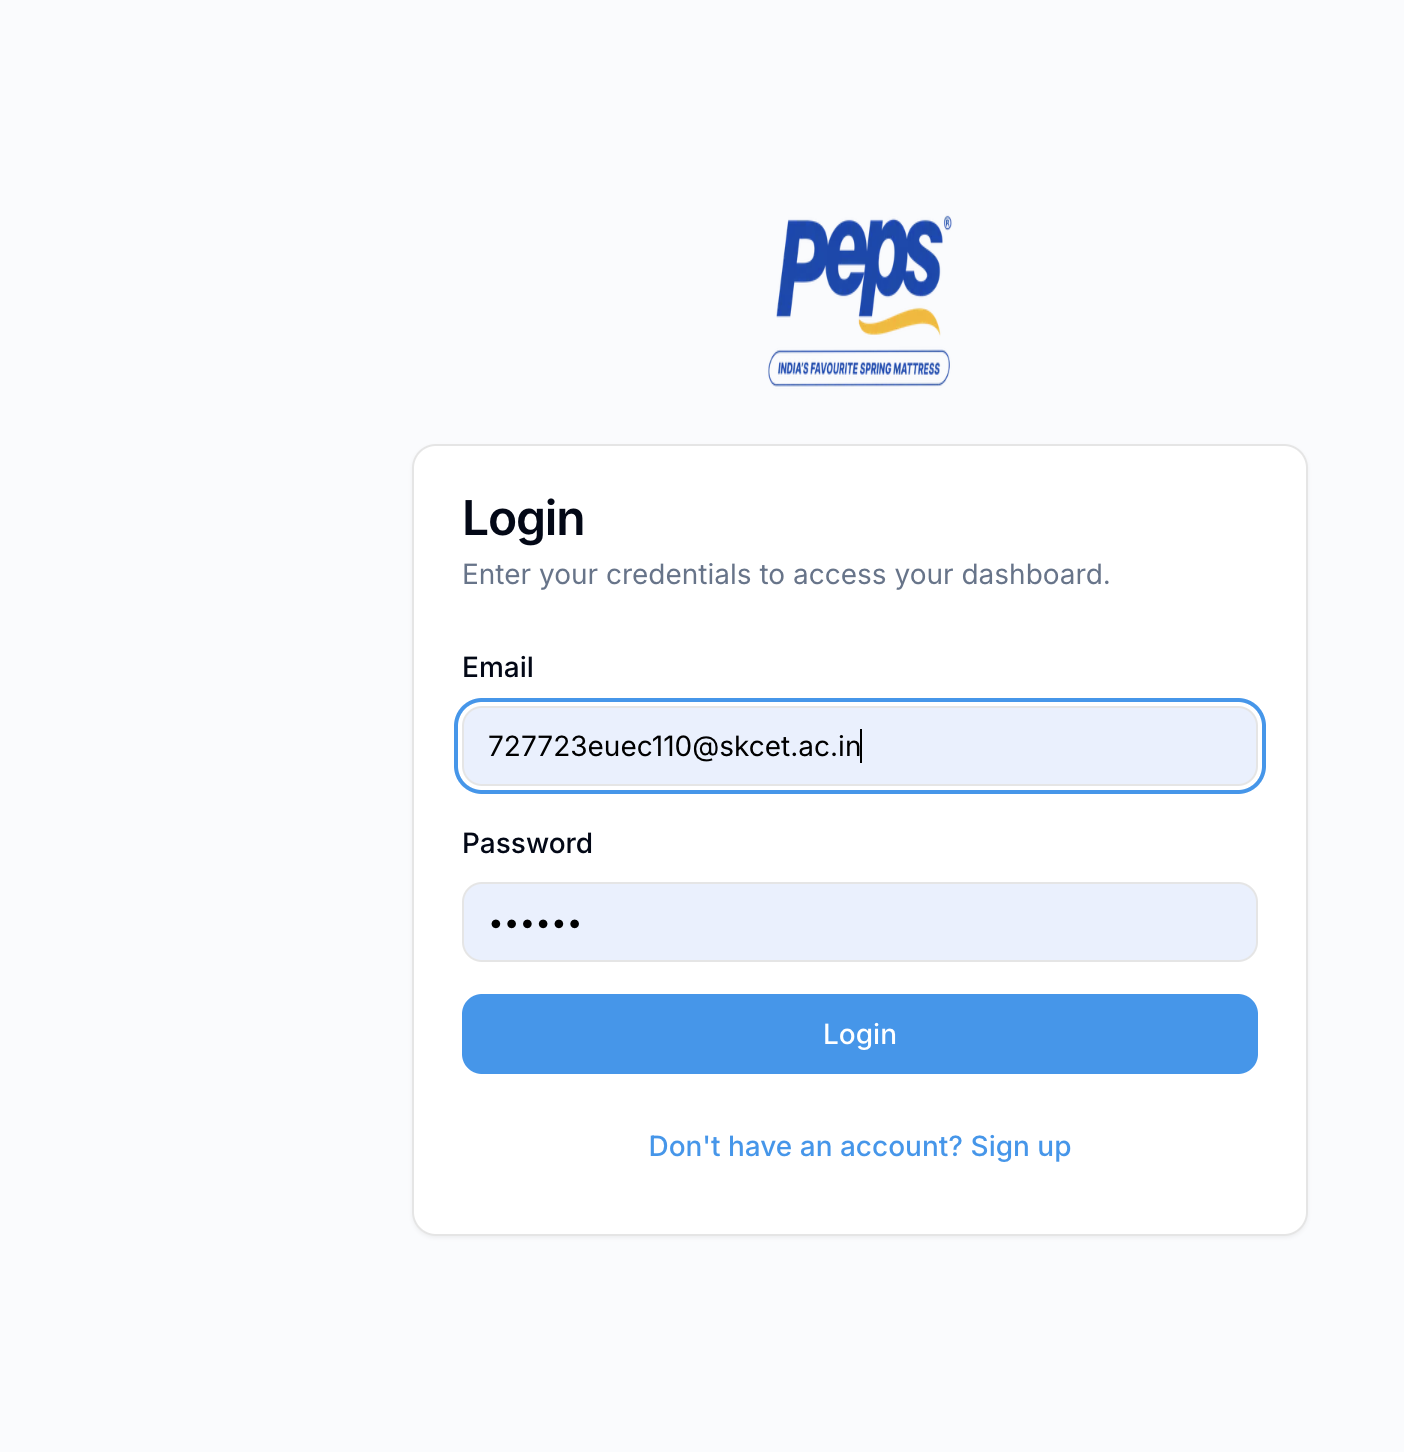 peps®
INDIA'S FAVOURITE SPRING MATTRESS
Login
Enter your credentials to access your dashboard.
Email
727723euec110@skcet.ac.in
Password
••••••
Login
Don't have an account? Sign up